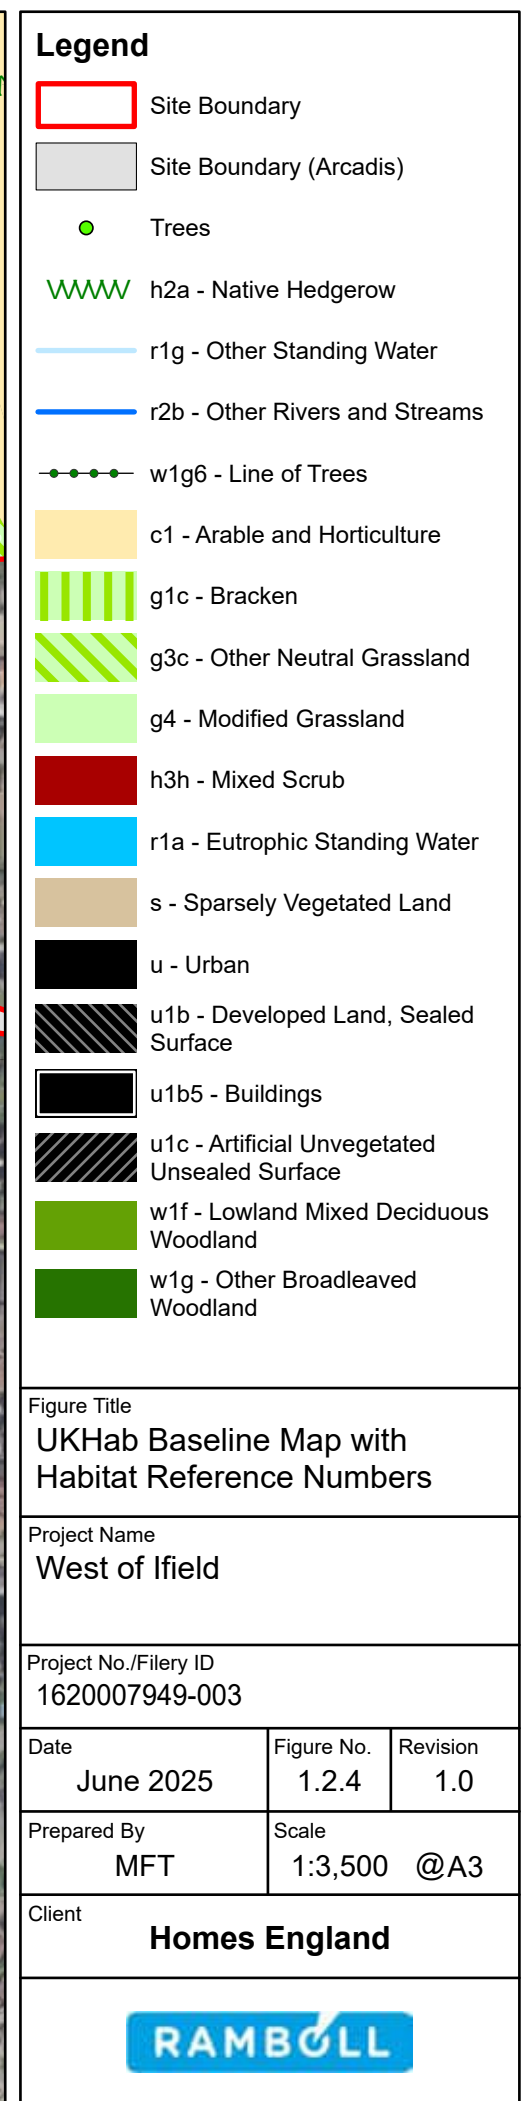 Legend
Site Boundary
Site Boundary (Arcadis)
Trees
h2a - Native Hedgerow
r1g - Other Standing Water
r2b - Other Rivers and Streams
w1g6 - Line of Trees
c1 - Arable and Horticulture
g1c - Bracken
g3c - Other Neutral Grassland
g4 - Modified Grassland
h3h - Mixed Scrub
r1a - Eutrophic Standing Water
s - Sparsely Vegetated Land
u - Urban
u1b - Developed Land, Sealed
Surface
u1b5 - Buildings
u1c - Artificial Unvegetated
Unsealed Surface
w1f - Lowland Mixed Deciduous
Woodland
w1g - Other Broadleaved
Woodland
Figure Title
UKHab Baseline Map with
Habitat Reference Numbers
Project Name
West of Ifield
Project No./Filery ID
1620007949-003
Date
June 2025
Figure No.
1.2.4
Revision
1.0
Prepared By
MFT
Scale
1:3,500 @A3
Client
Homes England
RAMBOLL